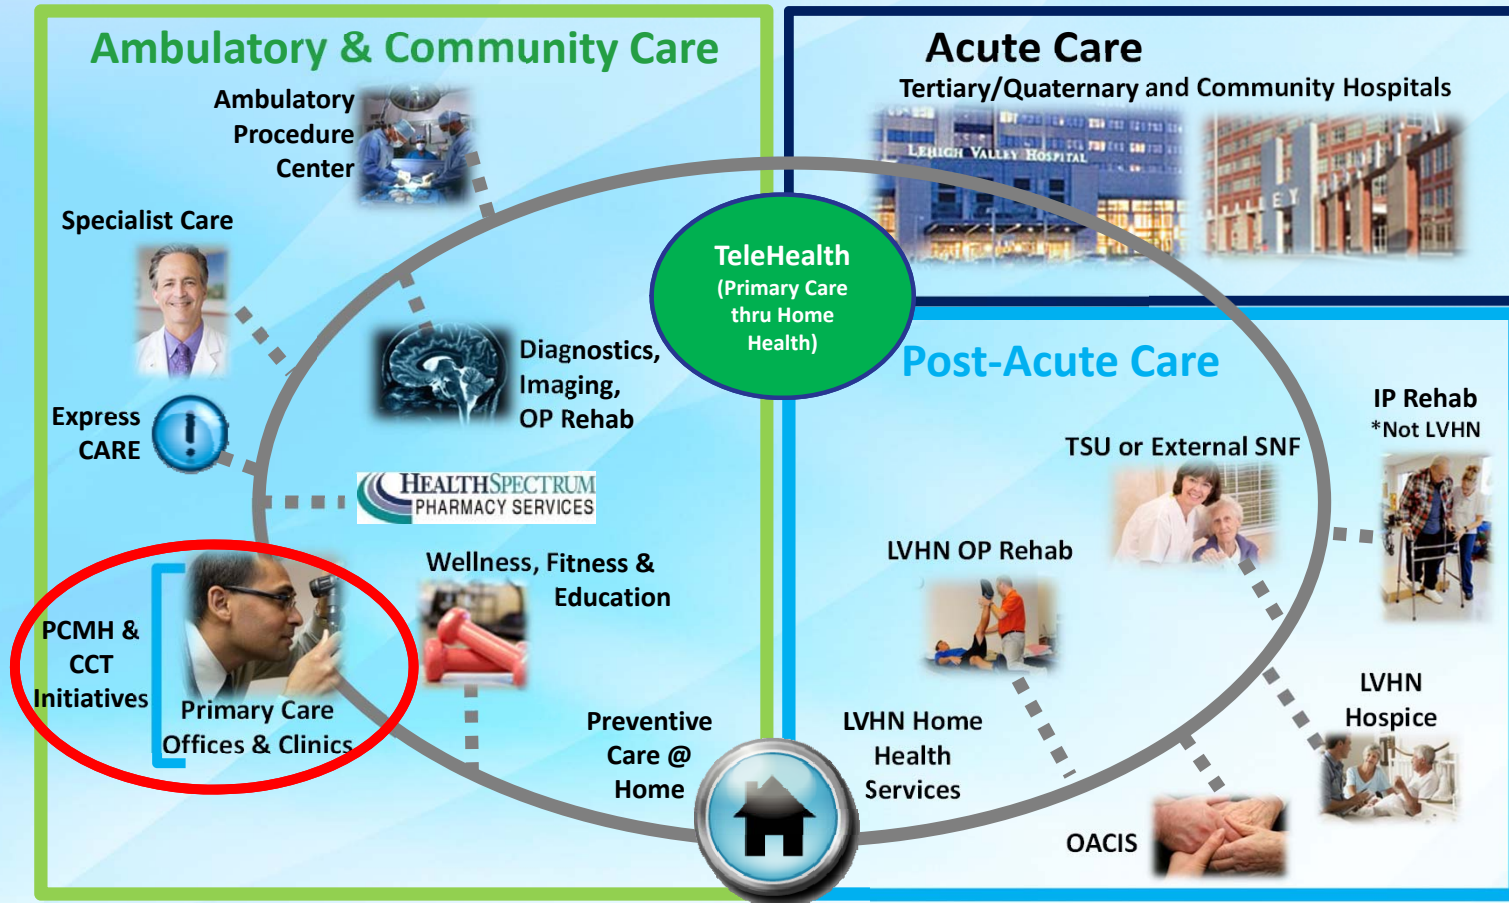 Ambulatory & Community Care
Ambulatory
Procedure
Center
Specialist Care
Express
CARE
Diagnostics,
Imaging,
OP Rehab
HEALTHSPECTRUM
PHARMACY SERVICES
PCMH &
CCT
Initiatives
Primary Care
Offices & Clinics
Wellness, Fitness &
Education
Preventive
Care @
Home
TeleHealth
(Primary Care
thru Home
Health)
Acute Care
Tertiary/Quaternary and Community Hospitals
LEHIGH VALLEY HOSPITAL
L E Y
Post-Acute Care
IP Rehab
*Not LVHN
TSU or External SNF
LVHN OP Rehab
LVHN Home
Health
Services
LVHN
Hospice
OACIS